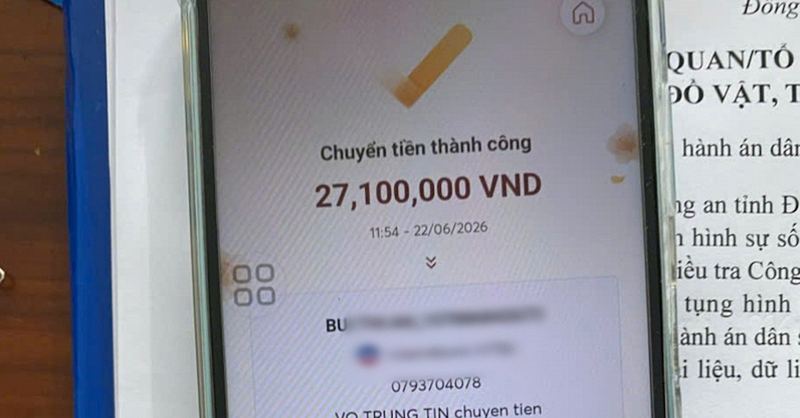 Chuyển tiền thành công
27,100,000 VND
11:54 - 22/06/2026
BU
0793704078
VO TRUNG TIN chuyen tien
Đồng
QUAN/TỔ
ĐỒ VẬT, T
hành án dân
ng an tỉnh Đ
hình sự số
iều tra Công
tụng hình
ành án dân s
i liệu, dữ li